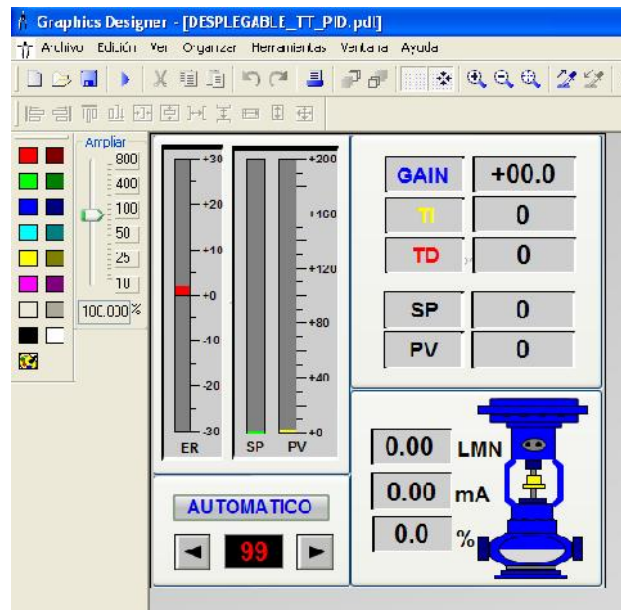 Graphics Designer - [DESPLEGABLE_TT_PID.pdl]
Archivo Edición Ver Organizar Herramientas Ventana Ayuda
Ampliar
800
400
100
50
25
10
100.000 %
+30
+20
+10
+0
-10
-20
-30
ER
+200
+160
+120
+80
+40
+0
SP PV
GAIN +00.0
TI 0
TD 0
SP 0
PV 0
0.00 LMN
0.00 mA
0.0 %
AUTOMATICO
99